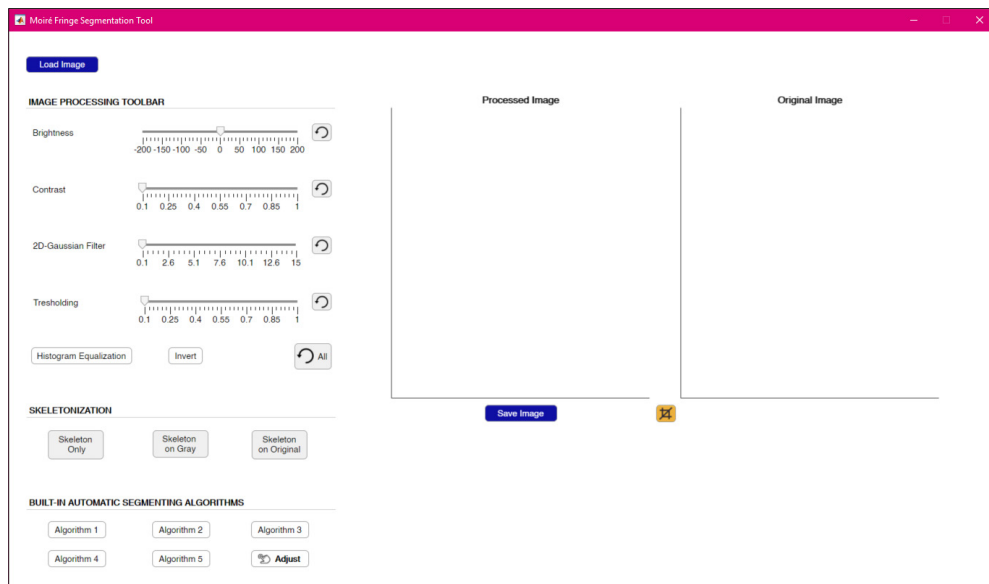 Moiré Fringe Segmentation Tool
Load Image
IMAGE PROCESSING TOOLBAR
Brightness
-200 -150 -100 -50 0 50 100 150 200
Contrast
0.1 0.25 0.4 0.55 0.7 0.85 1
2D-Gaussian Filter
0.1 2.6 5.1 7.6 10.1 12.6 15
Tresholding
0.1 0.25 0.4 0.55 0.7 0.85 1
Histogram Equalization
Invert
All
SKELETONIZATION
Skeleton
Only
Skeleton
on Gray
Skeleton
on Original
BUILT-IN AUTOMATIC SEGMENTING ALGORITHMS
Algorithm 1
Algorithm 2
Algorithm 3
Algorithm 4
Algorithm 5
Adjust
Processed Image
Original Image
Save Image